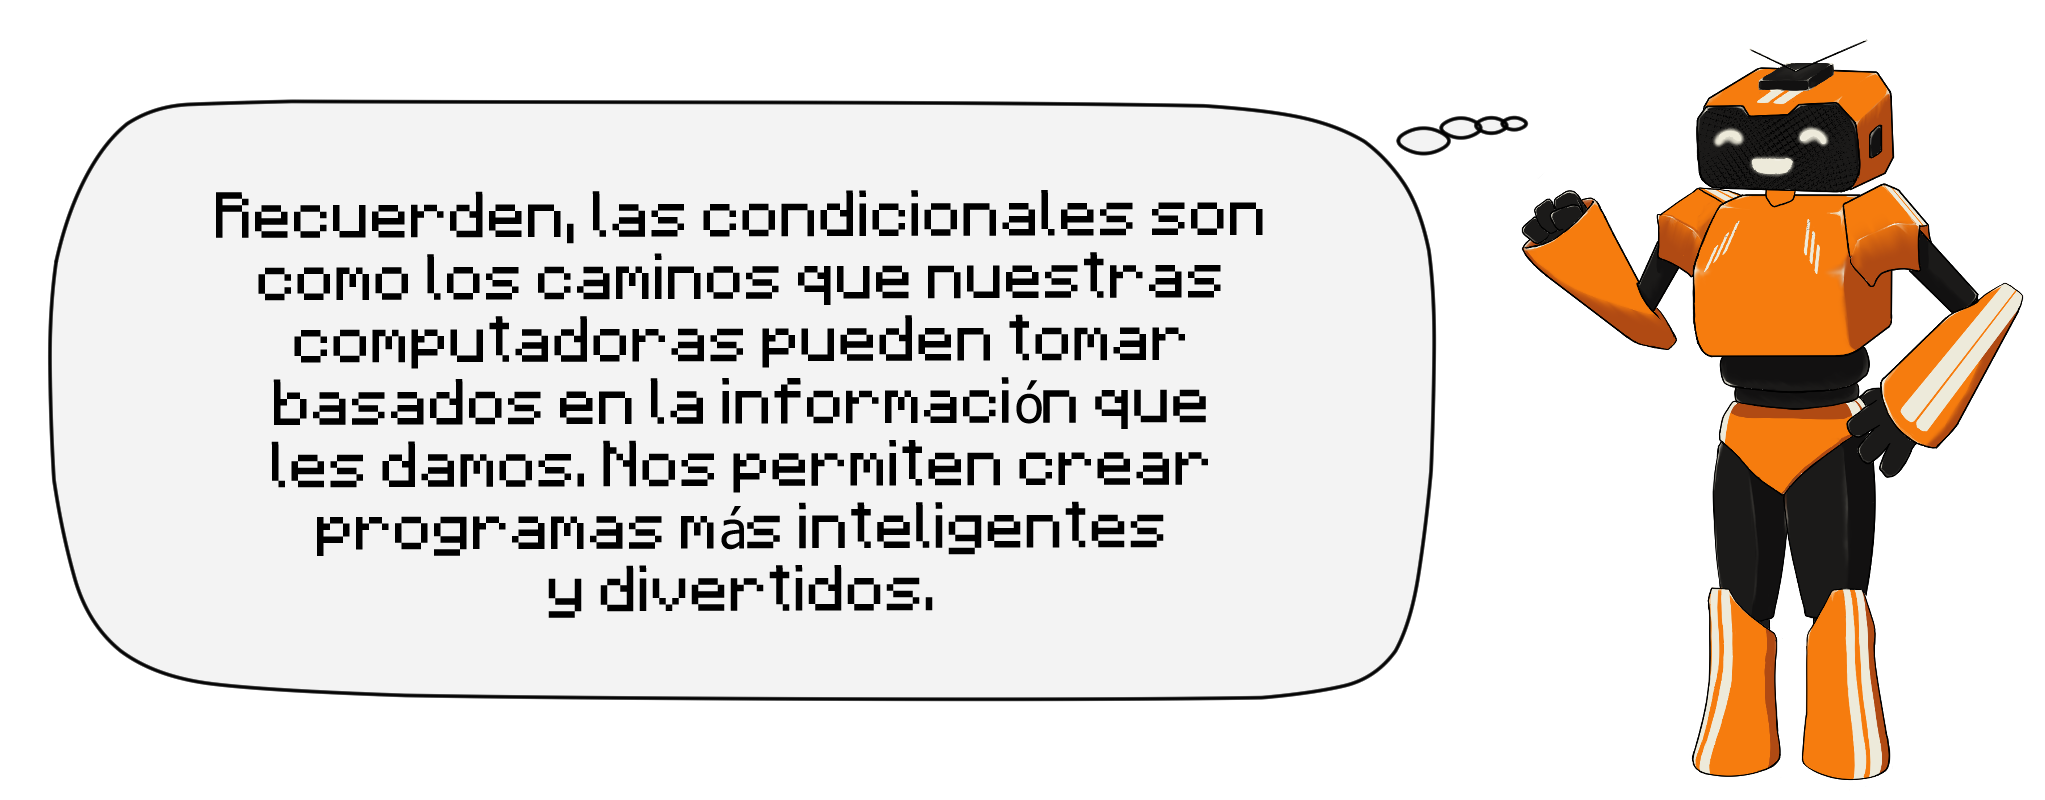 Recuerden, las condicionales son
como los caminos que nuestras
computadoras pueden tomar
basados en la información que
les damos. Nos permiten crear
programas más inteligentes
y divertidos.